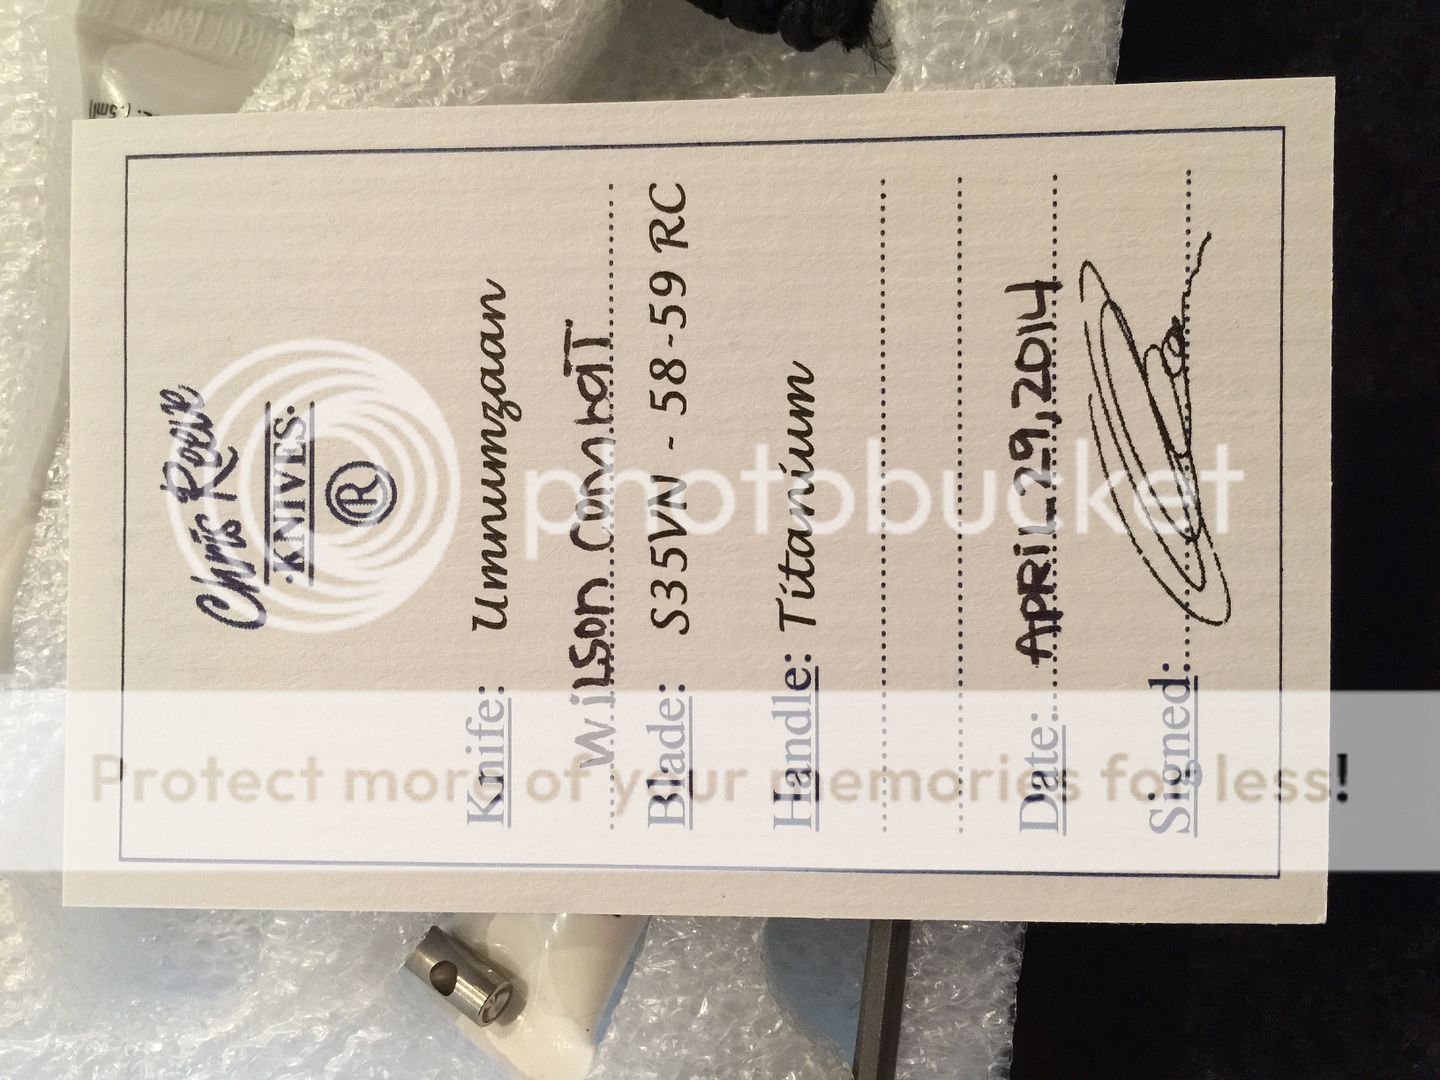 Chris Reeve
·KNIVES·
®
Knife: Umnumzaan
Wilson Combatt
Blade: S35VN - 58-59 RC
Handle: Titanium
Date: APRiL 29, 2014
Signed:
photobucket
Protect more of your memories for less!